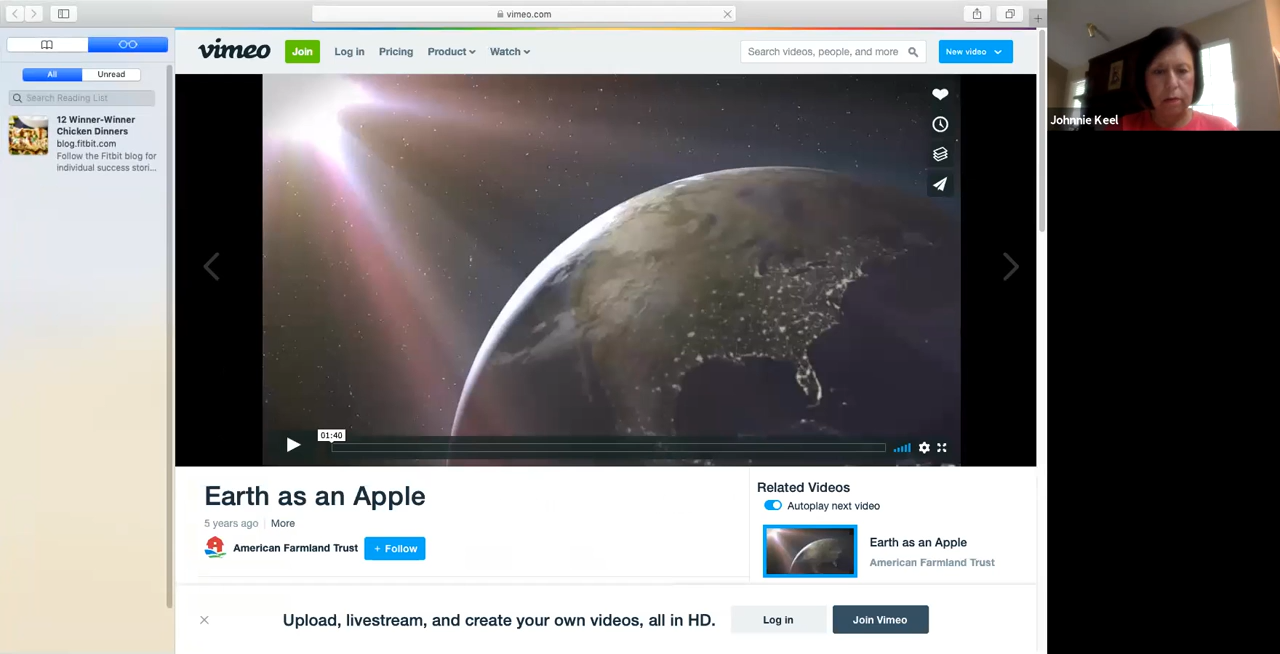 vimeo.com
All
Unread
Search Reading List
12 Winner-Winner
Chicken Dinners
blog.fitbit.com
Follow the Fitbit blog for
individual success stori...
vimeo
Join
Log in
Pricing
Product
Watch
Search videos, people, and more
New video
Johnnie Keel
01:40
Earth as an Apple
5 years ago
More
American Farmland Trust
+ Follow
Related Videos
Autoplay next video
Earth as an Apple
American Farmland Trust
Upload, livestream, and create your own videos, all in HD.
Log in
Join Vimeo